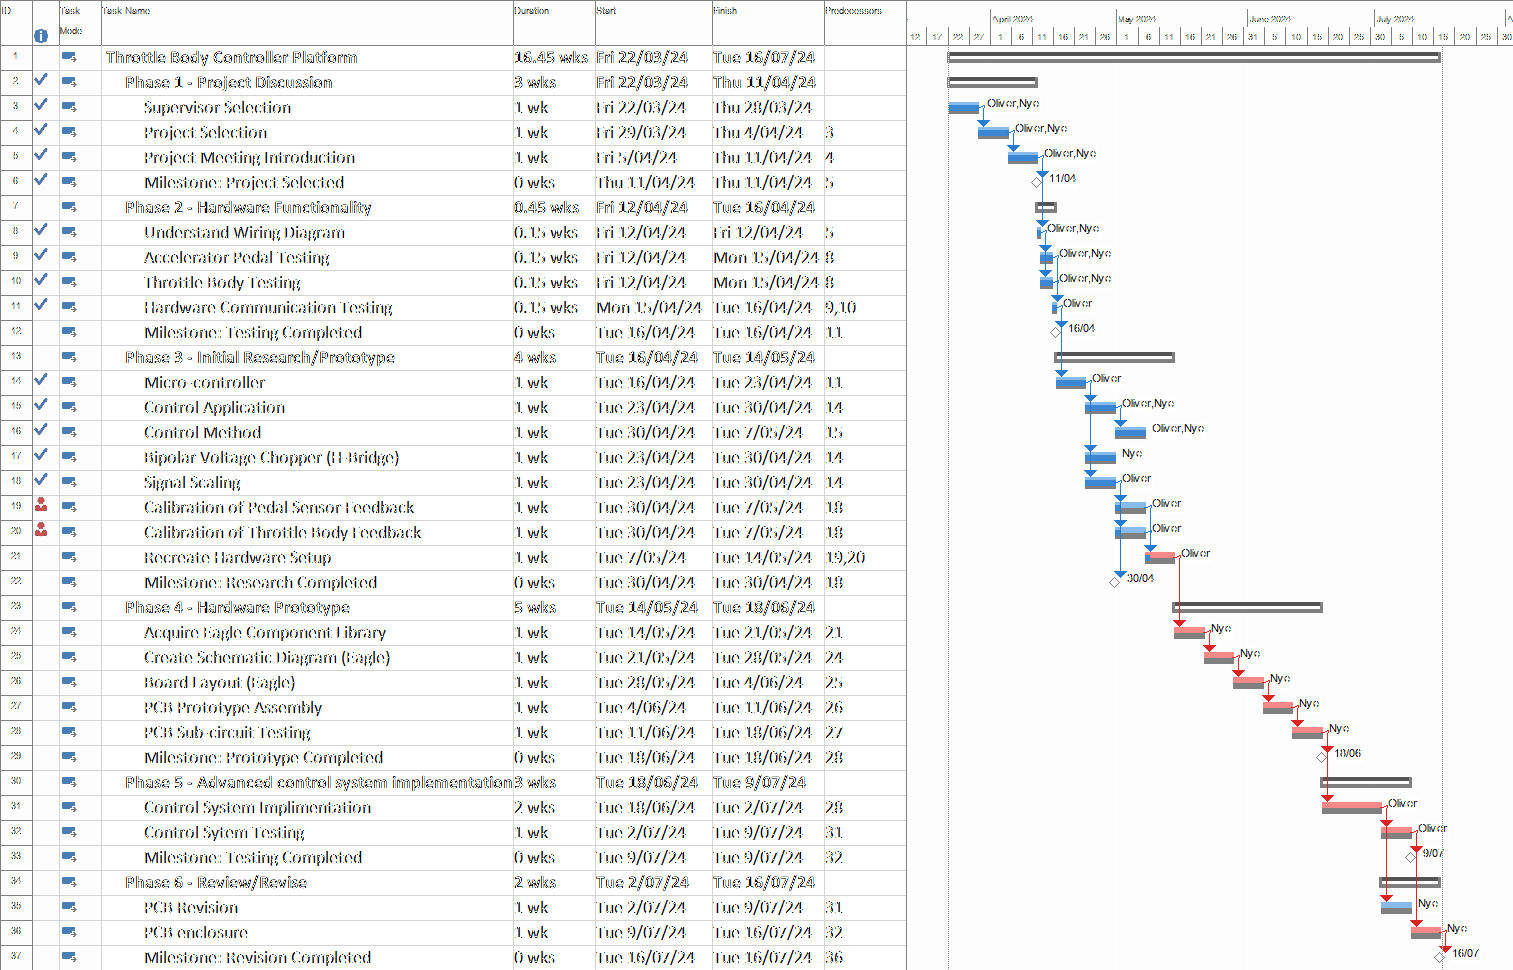 ID Task Mode Task Name Duration Start Finish Predecessors
April 2024 May 2024 June 2024 July 2024 A
12 17 22 27 1 6 11 16 21 26 1 6 11 16 21 26 31 5 10 15 20 25 30 5 10 15 20 25 30
1 Throttle Body Controller Platform 16.45 wks Fri 22/03/24 Tue 16/07/24
2 Phase 1 - Project Discussion 3 wks Fri 22/03/24 Thu 11/04/24
3 Supervisor Selection 1 wk Fri 22/03/24 Thu 28/03/24 Oliver,Nye
4 Project Selection 1 wk Fri 29/03/24 Thu 4/04/24 3 Oliver,Nye
5 Project Meeting Introduction 1 wk Fri 5/04/24 Thu 11/04/24 4 Oliver,Nye
6 Milestone: Project Selected 0 wks Thu 11/04/24 Thu 11/04/24 5 11/04
7 Phase 2 - Hardware Functionality 0.45 wks Fri 12/04/24 Tue 16/04/24
8 Understand Wiring Diagram 0.15 wks Fri 12/04/24 Fri 12/04/24 5 Oliver,Nye
9 Accelerator Pedal Testing 0.15 wks Fri 12/04/24 Mon 15/04/24 8 Oliver,Nye
10 Throttle Body Testing 0.15 wks Fri 12/04/24 Mon 15/04/24 8 Oliver,Nye
11 Hardware Communication Testing 0.15 wks Mon 15/04/24 Tue 16/04/24 9,10 Oliver
12 Milestone: Testing Completed 0 wks Tue 16/04/24 Tue 16/04/24 11 16/04
13 Phase 3 - Initial Research/Prototype 4 wks Tue 16/04/24 Tue 14/05/24
14 Micro-controller 1 wk Tue 16/04/24 Tue 23/04/24 11 Oliver
15 Control Application 1 wk Tue 23/04/24 Tue 30/04/24 14 Oliver,Nye
16 Control Method 1 wk Tue 30/04/24 Tue 7/05/24 15 Oliver,Nye
17 Bipolar Voltage Chopper (H-Bridge) 1 wk Tue 23/04/24 Tue 30/04/24 14 Nye
18 Signal Scaling 1 wk Tue 23/04/24 Tue 30/04/24 14 Oliver
19 Calibration of Pedal Sensor Feedback 1 wk Tue 30/04/24 Tue 7/05/24 18 Oliver
20 Calibration of Throttle Body Feedback 1 wk Tue 30/04/24 Tue 7/05/24 18 Oliver
21 Recreate Hardware Setup 1 wk Tue 7/05/24 Tue 14/05/24 19,20 Oliver
22 Milestone: Research Completed 0 wks Tue 30/04/24 Tue 30/04/24 18 30/04
23 Phase 4 - Hardware Prototype 5 wks Tue 14/05/24 Tue 18/06/24
24 Acquire Eagle Component Library 1 wk Tue 14/05/24 Tue 21/05/24 21 Nye
25 Create Schematic Diagram (Eagle) 1 wk Tue 21/05/24 Tue 28/05/24 24 Nye
26 Board Layout (Eagle) 1 wk Tue 28/05/24 Tue 4/06/24 25 Nye
27 PCB Prototype Assembly 1 wk Tue 4/06/24 Tue 11/06/24 26 Nye
28 PCB Sub-circuit Testing 1 wk Tue 11/06/24 Tue 18/06/24 27 Nye
29 Milestone: Prototype Completed 0 wks Tue 18/06/24 Tue 18/06/24 28 18/06
30 Phase 5 - Advanced control system implementation 3 wks Tue 18/06/24 Tue 9/07/24
31 Control System Implimentation 2 wks Tue 18/06/24 Tue 2/07/24 28 Oliver
32 Control Sytem Testing 1 wk Tue 2/07/24 Tue 9/07/24 31 Oliver
33 Milestone: Testing Completed 0 wks Tue 9/07/24 Tue 9/07/24 32 9/07
34 Phase 6 - Review/Revise 2 wks Tue 2/07/24 Tue 16/07/24
35 PCB Revision 1 wk Tue 2/07/24 Tue 9/07/24 31 Nye
36 PCB enclosure 1 wk Tue 9/07/24 Tue 16/07/24 32 Nye
37 Milestone: Revision Completed 0 wks Tue 16/07/24 Tue 16/07/24 36 16/07